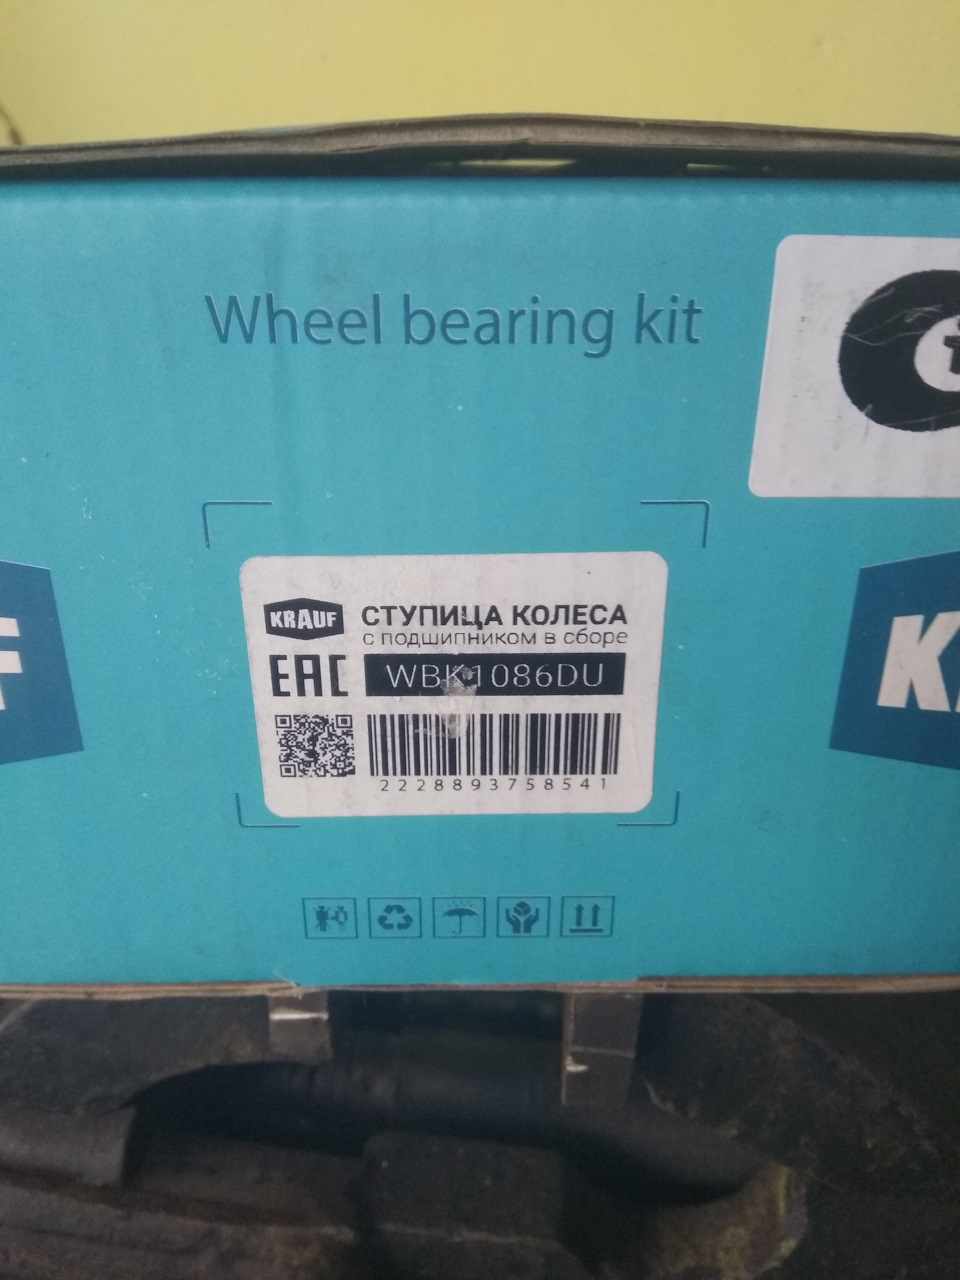 Wheel bearing kit
KRAUF
СТУПИЦА КОЛЕСА
с подшипником в сборе
EAC
WBK1086DU
2228893758541
F
K